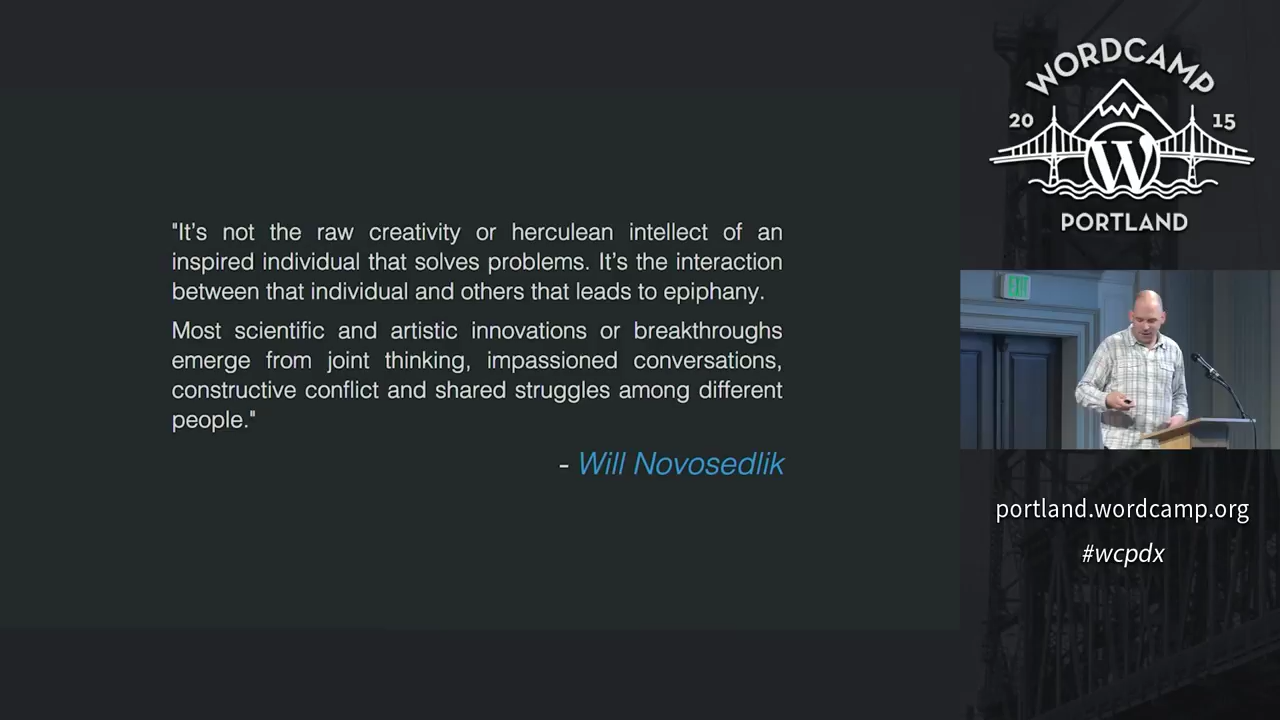 "It's not the raw creativity or herculean intellect of an
inspired individual that solves problems. It's the interaction
between that individual and others that leads to epiphany.
Most scientific and artistic innovations or breakthroughs
emerge from joint thinking, impassioned conversations,
constructive conflict and shared struggles among different
people."
- Will Novosedlik
WORDCAMP
20 15
W
PORTLAND
EXIT
portland.wordcamp.org
#wcpdx